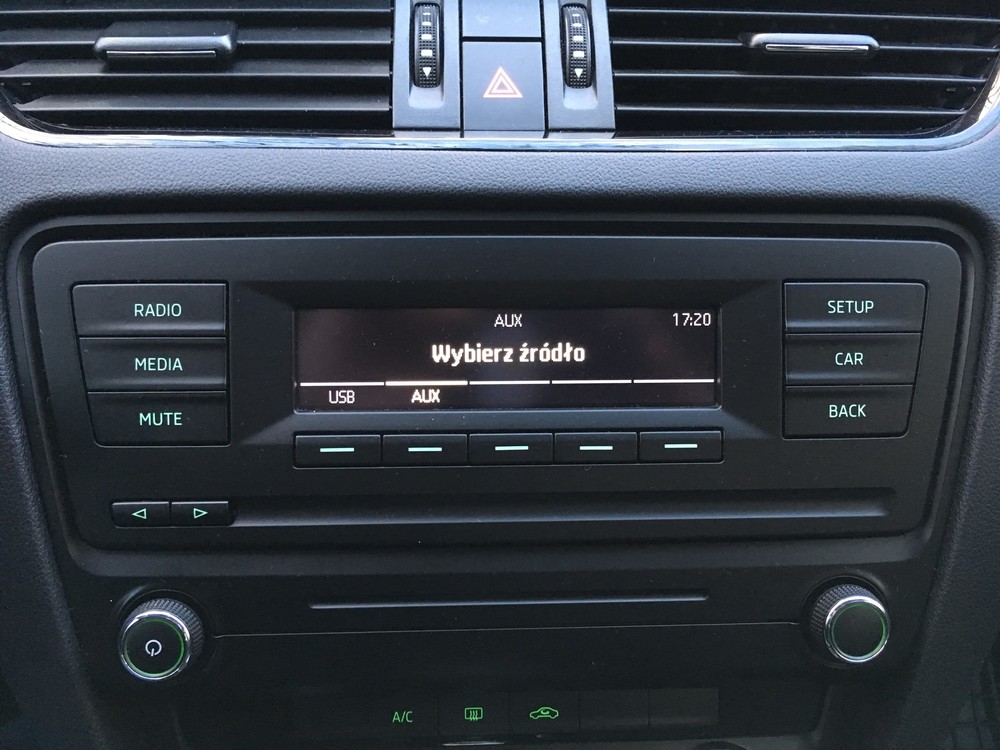 RADIO
MEDIA
MUTE
AUX 17:20
Wybierz źródło
USB AUX
SETUP
CAR
BACK
A/C